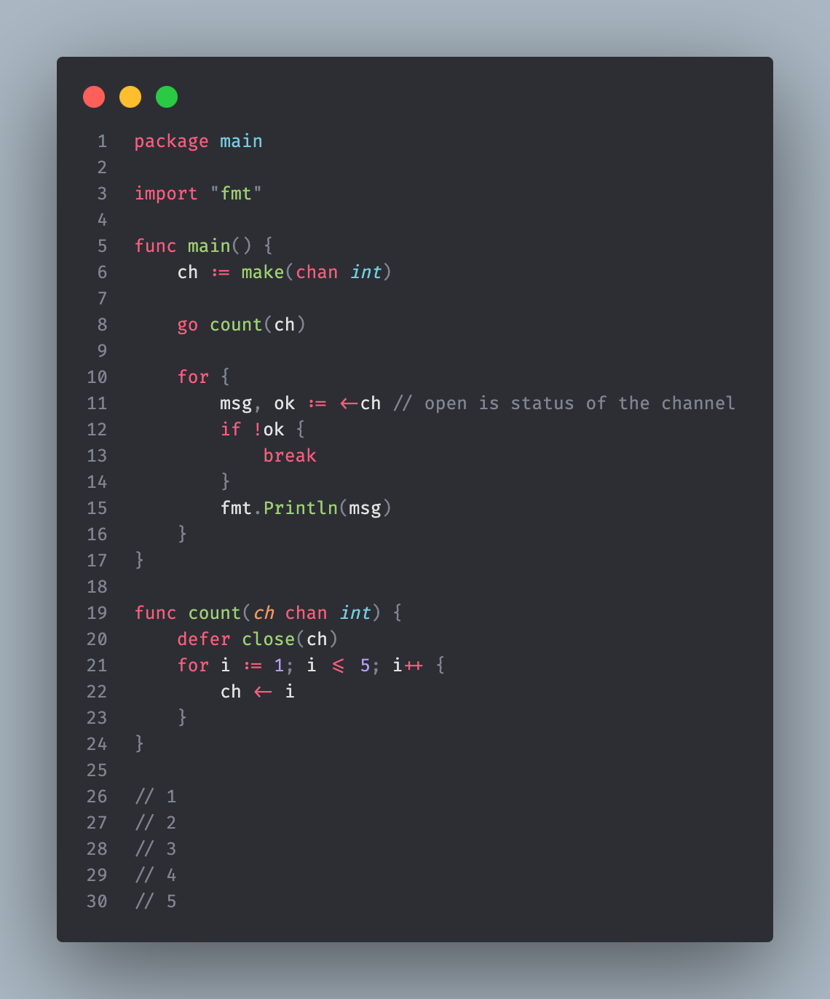 1 package main
2
3 import "fmt"
4
5 func main() {
6     ch := make(chan int)
7
8     go count(ch)
9
10     for {
11         msg, ok := <-ch // open is status of the channel
12         if !ok {
13             break
14         }
15         fmt.Println(msg)
16     }
17 }
18
19 func count(ch chan int) {
20     defer close(ch)
21     for i := 1; i <= 5; i++ {
22         ch <- i
23     }
24 }
25
26 // 1
27 // 2
28 // 3
29 // 4
30 // 5